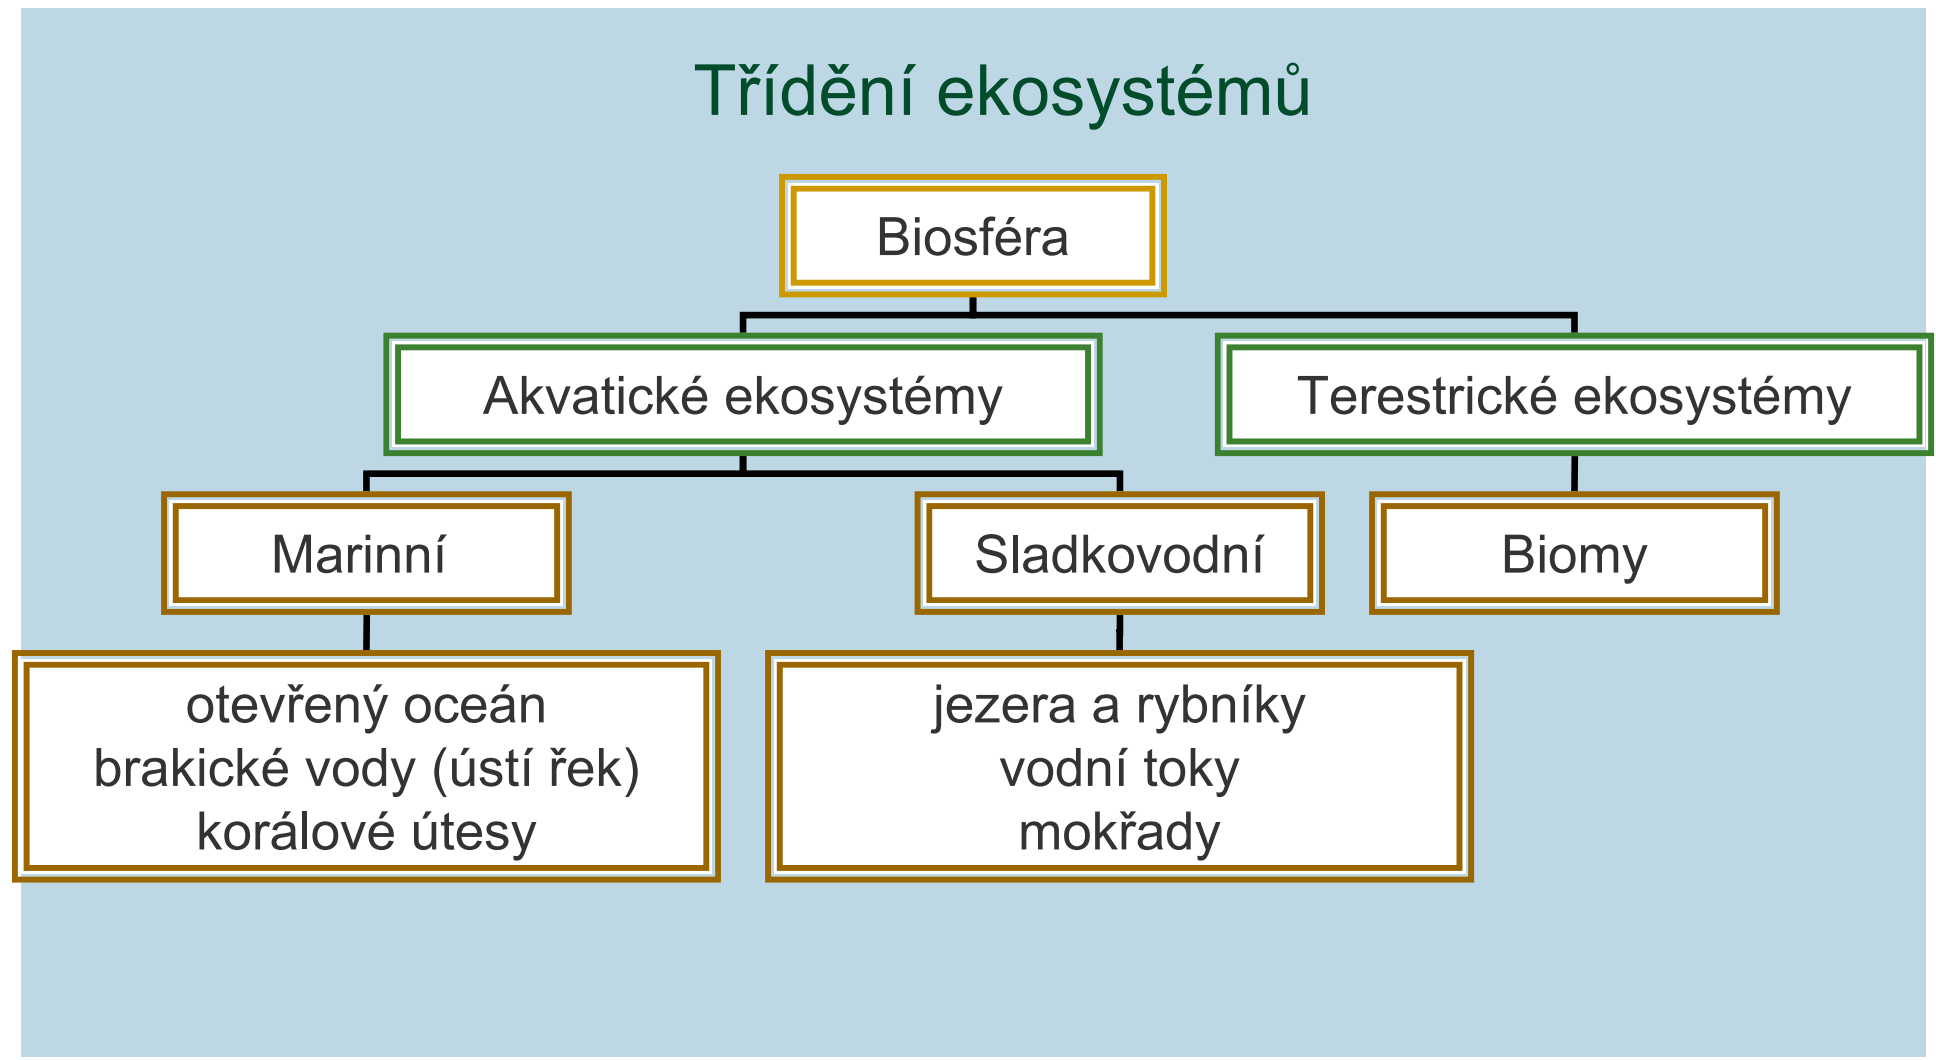 Třídění ekosystémů
Biosféra
Akvatické ekosystémy
Terestrické ekosystémy
Marinní
Sladkovodní
Biomy
otevřený oceán
brakické vody (ústí řek)
korálové útesy
jezera a rybníky
vodní toky
mokřady